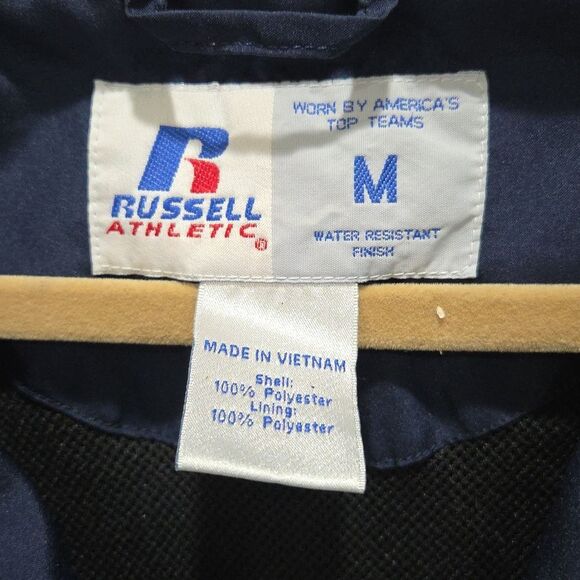 RUSSELL
ATHLETIC®
WORN BY AMERICA'S
TOP TEAMS
M
WATER RESISTANT
FINISH
MADE IN VIETNAM
Shell:
100% Polyester
Lining:
100% Polyester